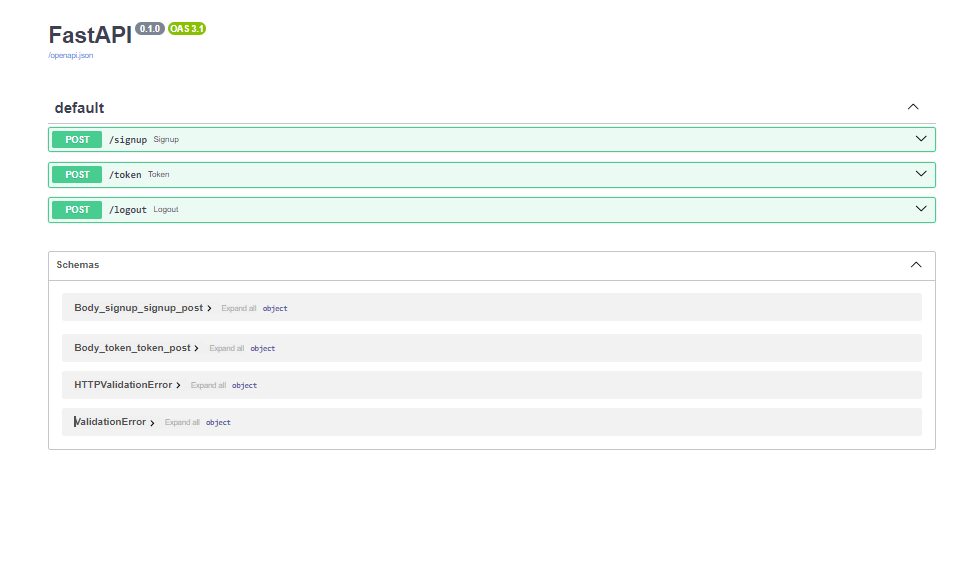 FastAPI 0.1.0 OAS 3.1
/openapi.json
default
POST /signup Signup
POST /token Token
POST /logout Logout
Schemas
Body_signup_signup_post Expand all object
Body_token_token_post Expand all object
HTTPValidationError Expand all object
ValidationError Expand all object